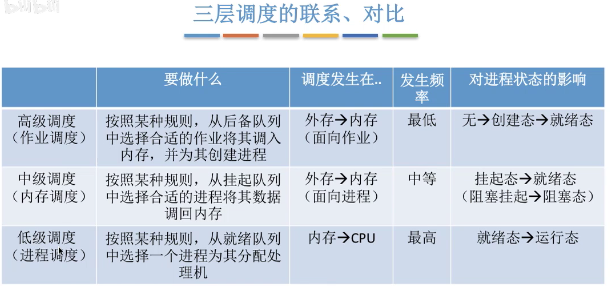 bilibili
三层调度的联系、对比
要做什么
调度发生在..
发生频
率
对进程状态的影响
高级调度
（作业调度）
按照某种规则，从后备队列
中选择合适的作业将其调入
内存，并为其创建进程
外存→内存
（面向作业）
最低
无→创建态→就绪态
中级调度
（内存调度）
按照某种规则，从挂起队列
中选择合适的进程将其数据
调回内存
外存→内存
（面向进程）
中等
挂起态→就绪态
（阻塞挂起→阻塞态）
低级调度
（进程调度）
按照某种规则，从就绪队列
中选择一个进程为其分配处
理机
内存→CPU
最高
就绪态→运行态